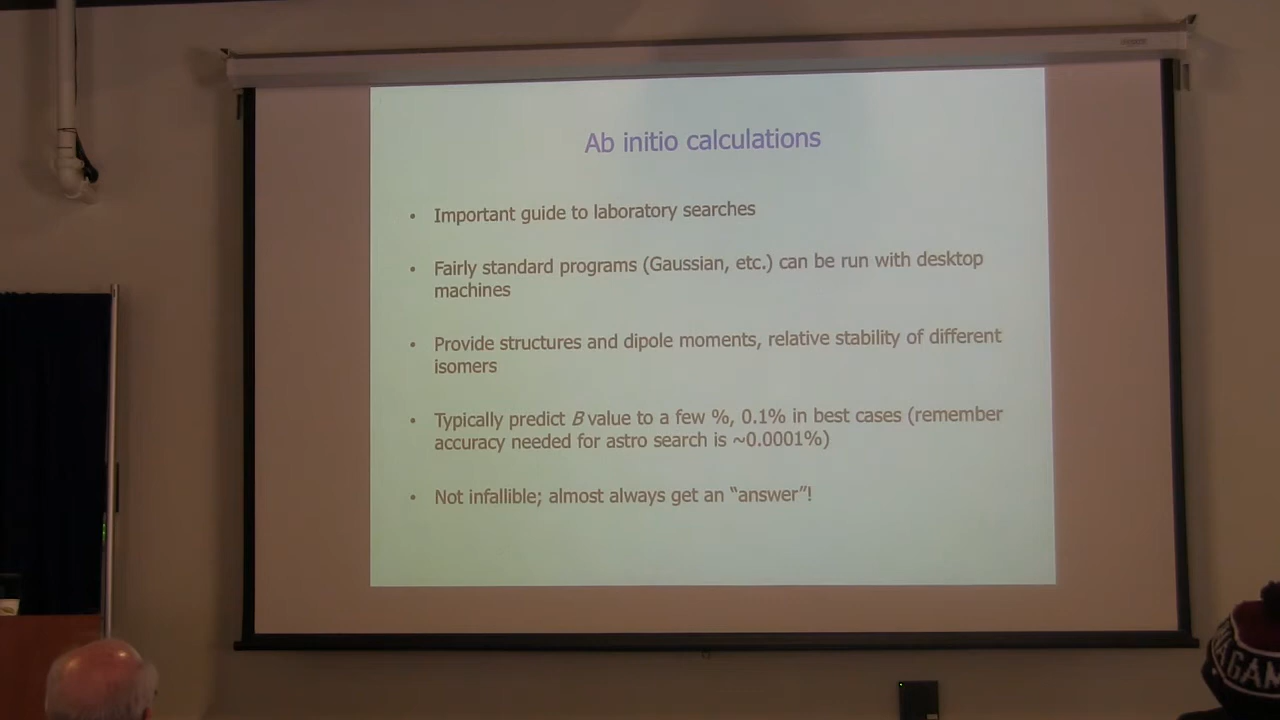 Ab initio calculations
• Important guide to laboratory searches
• Fairly standard programs (Gaussian, etc.) can be run with desktop
machines
• Provide structures and dipole moments, relative stability of different
isomers
• Typically predict B value to a few %, 0.1% in best cases (remember
accuracy needed for astro search is ~0.0001%)
• Not infallible; almost always get an “answer”!